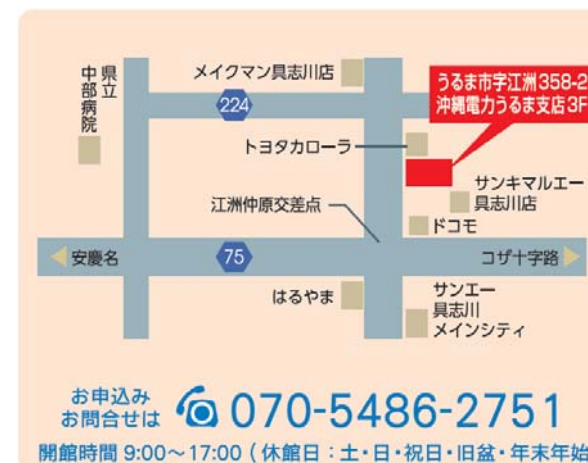 県立
中部病院
メイクマン具志川店
224
うるま市字江洲358-2
沖縄電力うるま支店3F
トヨタカローラ
サンキマルエー
具志川店
江洲仲原交差点
ドコモ
安慶名
75
コザ十字路
はるやま
サンエー
具志川
メインシティ
お申込み
お問合せは
070-5486-2751
開館時間 9:00～17:00 ( 休館日：土・日・祝日・旧盆・年末年始